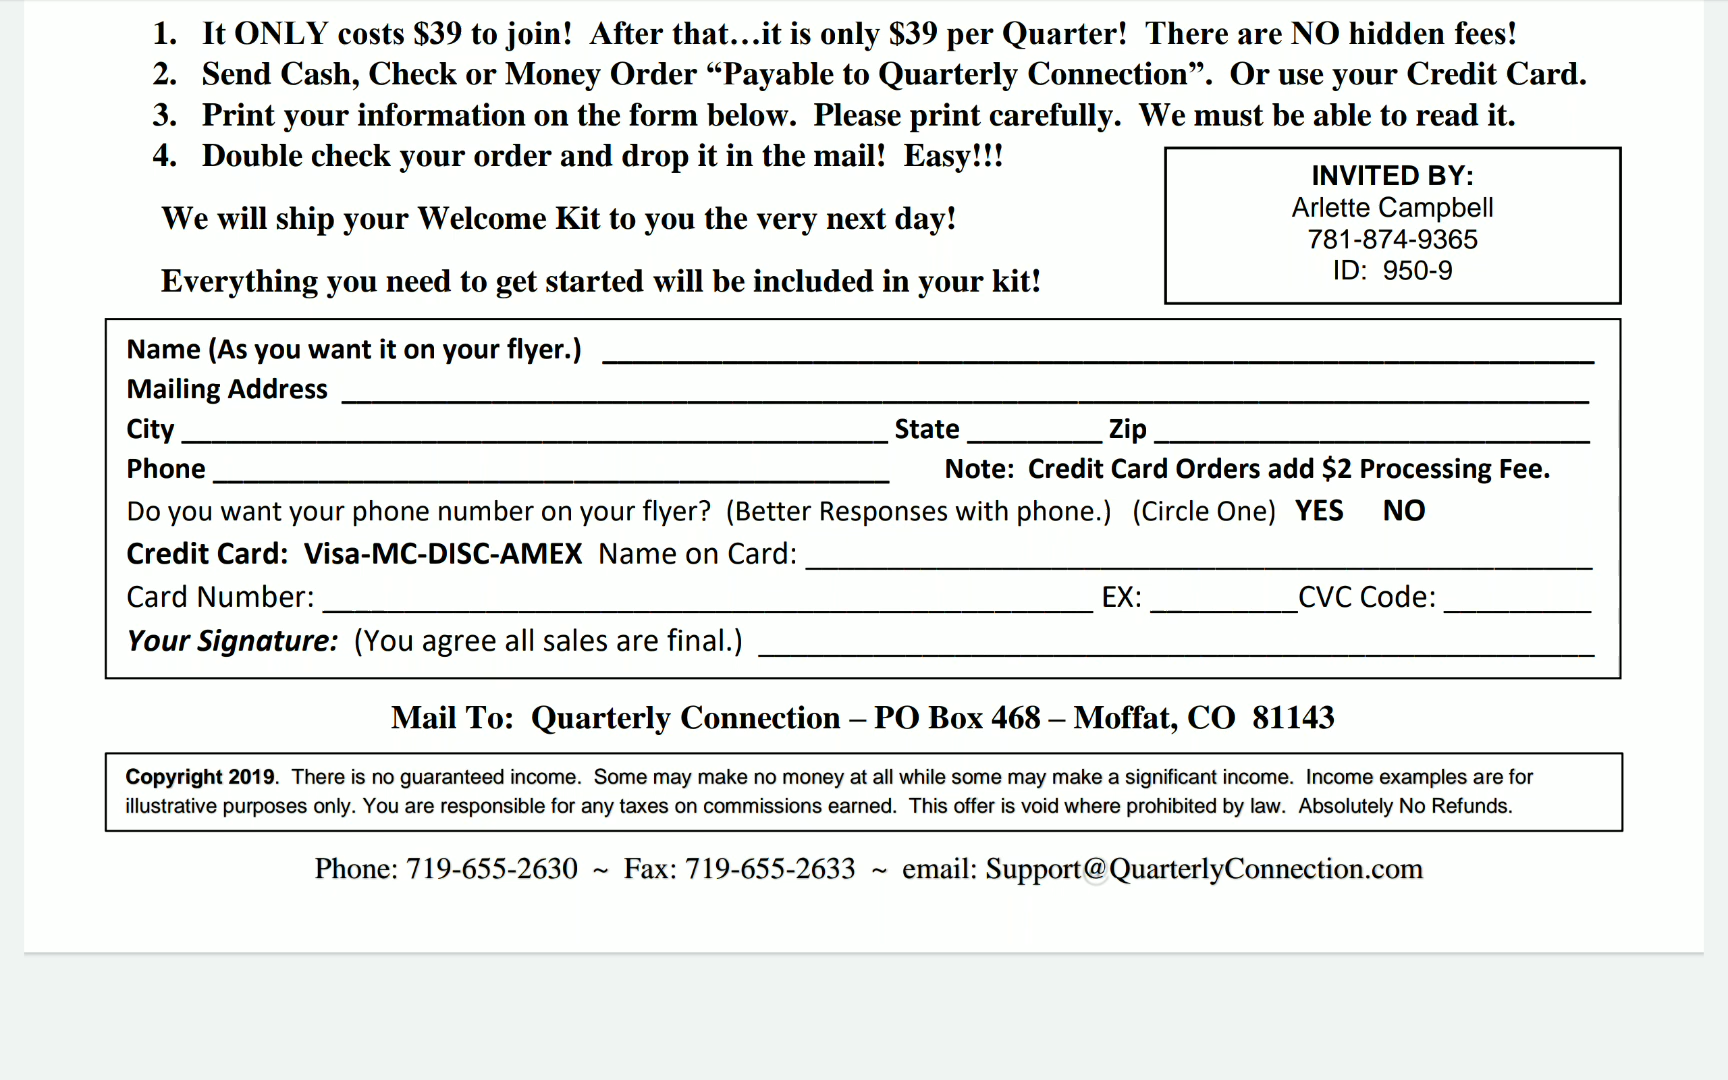 1. It ONLY costs $39 to join! After that…it is only $39 per Quarter! There are NO hidden fees!
2. Send Cash, Check or Money Order “Payable to Quarterly Connection”. Or use your Credit Card.
3. Print your information on the form below. Please print carefully. We must be able to read it.
4. Double check your order and drop it in the mail! Easy!!!
We will ship your Welcome Kit to you the very next day!
Everything you need to get started will be included in your kit!
INVITED BY:
Arlette Campbell
781-874-9365
ID: 950-9
Name (As you want it on your flyer.)
Mailing Address
City State Zip
Phone Note: Credit Card Orders add $2 Processing Fee.
Do you want your phone number on your flyer? (Better Responses with phone.) (Circle One) YES NO
Credit Card: Visa-MC-DISC-AMEX Name on Card:
Card Number: EX: CVC Code:
Your Signature: (You agree all sales are final.)
Mail To: Quarterly Connection – PO Box 468 – Moffat, CO 81143
Copyright 2019. There is no guaranteed income. Some may make no money at all while some may make a significant income. Income examples are for
illustrative purposes only. You are responsible for any taxes on commissions earned. This offer is void where prohibited by law. Absolutely No Refunds.
Phone: 719-655-2630 ~ Fax: 719-655-2633 ~ email: Support@QuarterlyConnection.com